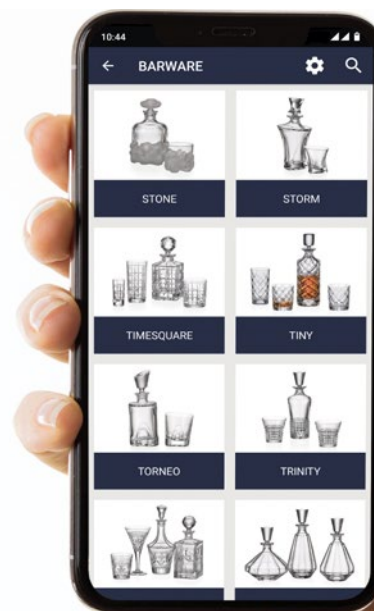 10:44
BARWARE
STONE
STORM
TIMESQUARE
TINY
TORNEO
TRINITY